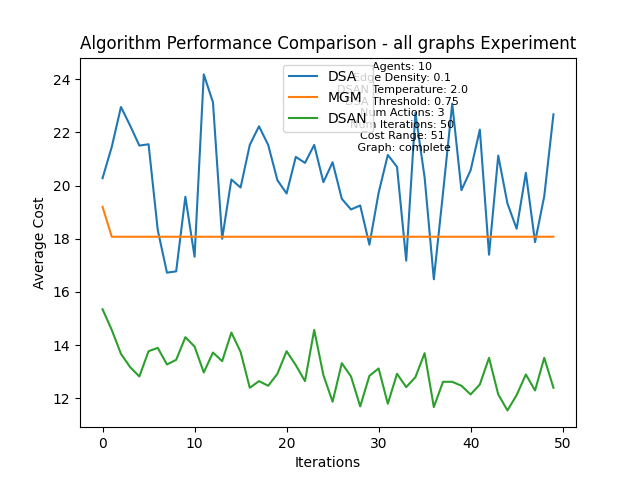 Algorithm Performance Comparison - all graphs Experiment
Agents: 10
Edge Density: 0.1
DSAN Temperature: 2.0
DSA Threshold: 0.75
Num Actions: 3
Num Iterations: 50
Cost Range: 51
Graph: complete
DSA
MGM
DSAN
Average Cost
24
22
20
18
16
14
12
0
10
20
30
40
50
Iterations